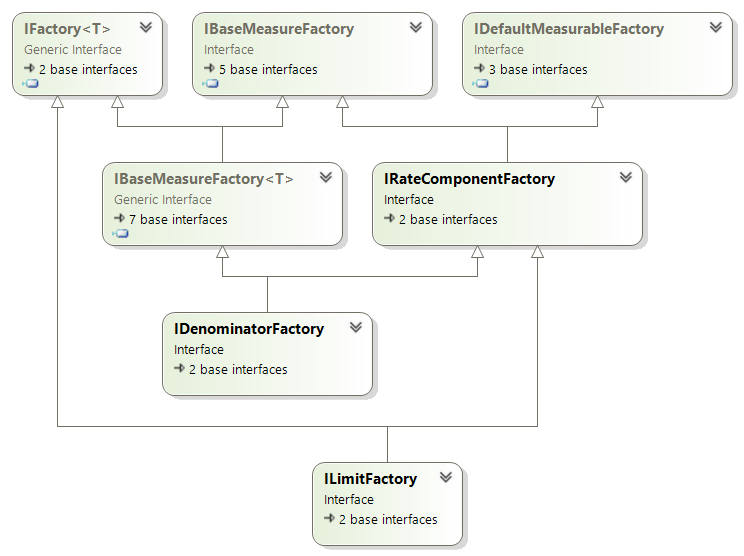 IFactory<T>
Generic Interface
2 base interfaces
IBaseMeasureFactory
Interface
5 base interfaces
IDefaultMeasurableFactory
Interface
3 base interfaces
IBaseMeasureFactory<T>
Generic Interface
7 base interfaces
IRateComponentFactory
Interface
2 base interfaces
IDenominatorFactory
Interface
2 base interfaces
ILimitFactory
Interface
2 base interfaces